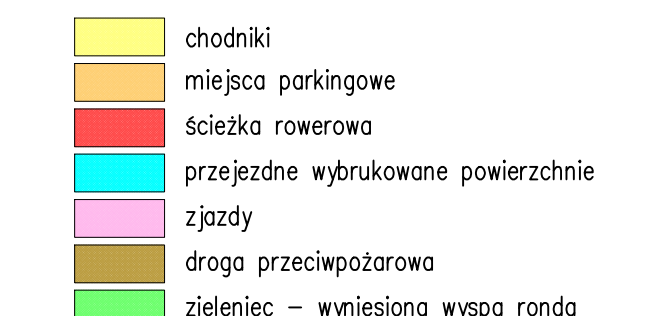 chodniki
miejsca parkingowe
ścieżka rowerowa
przejezdne wybrukowane powierzchnie
zjazdy
droga przeciwpożarowa
zieleniec – wyniesiona wyspa ronda